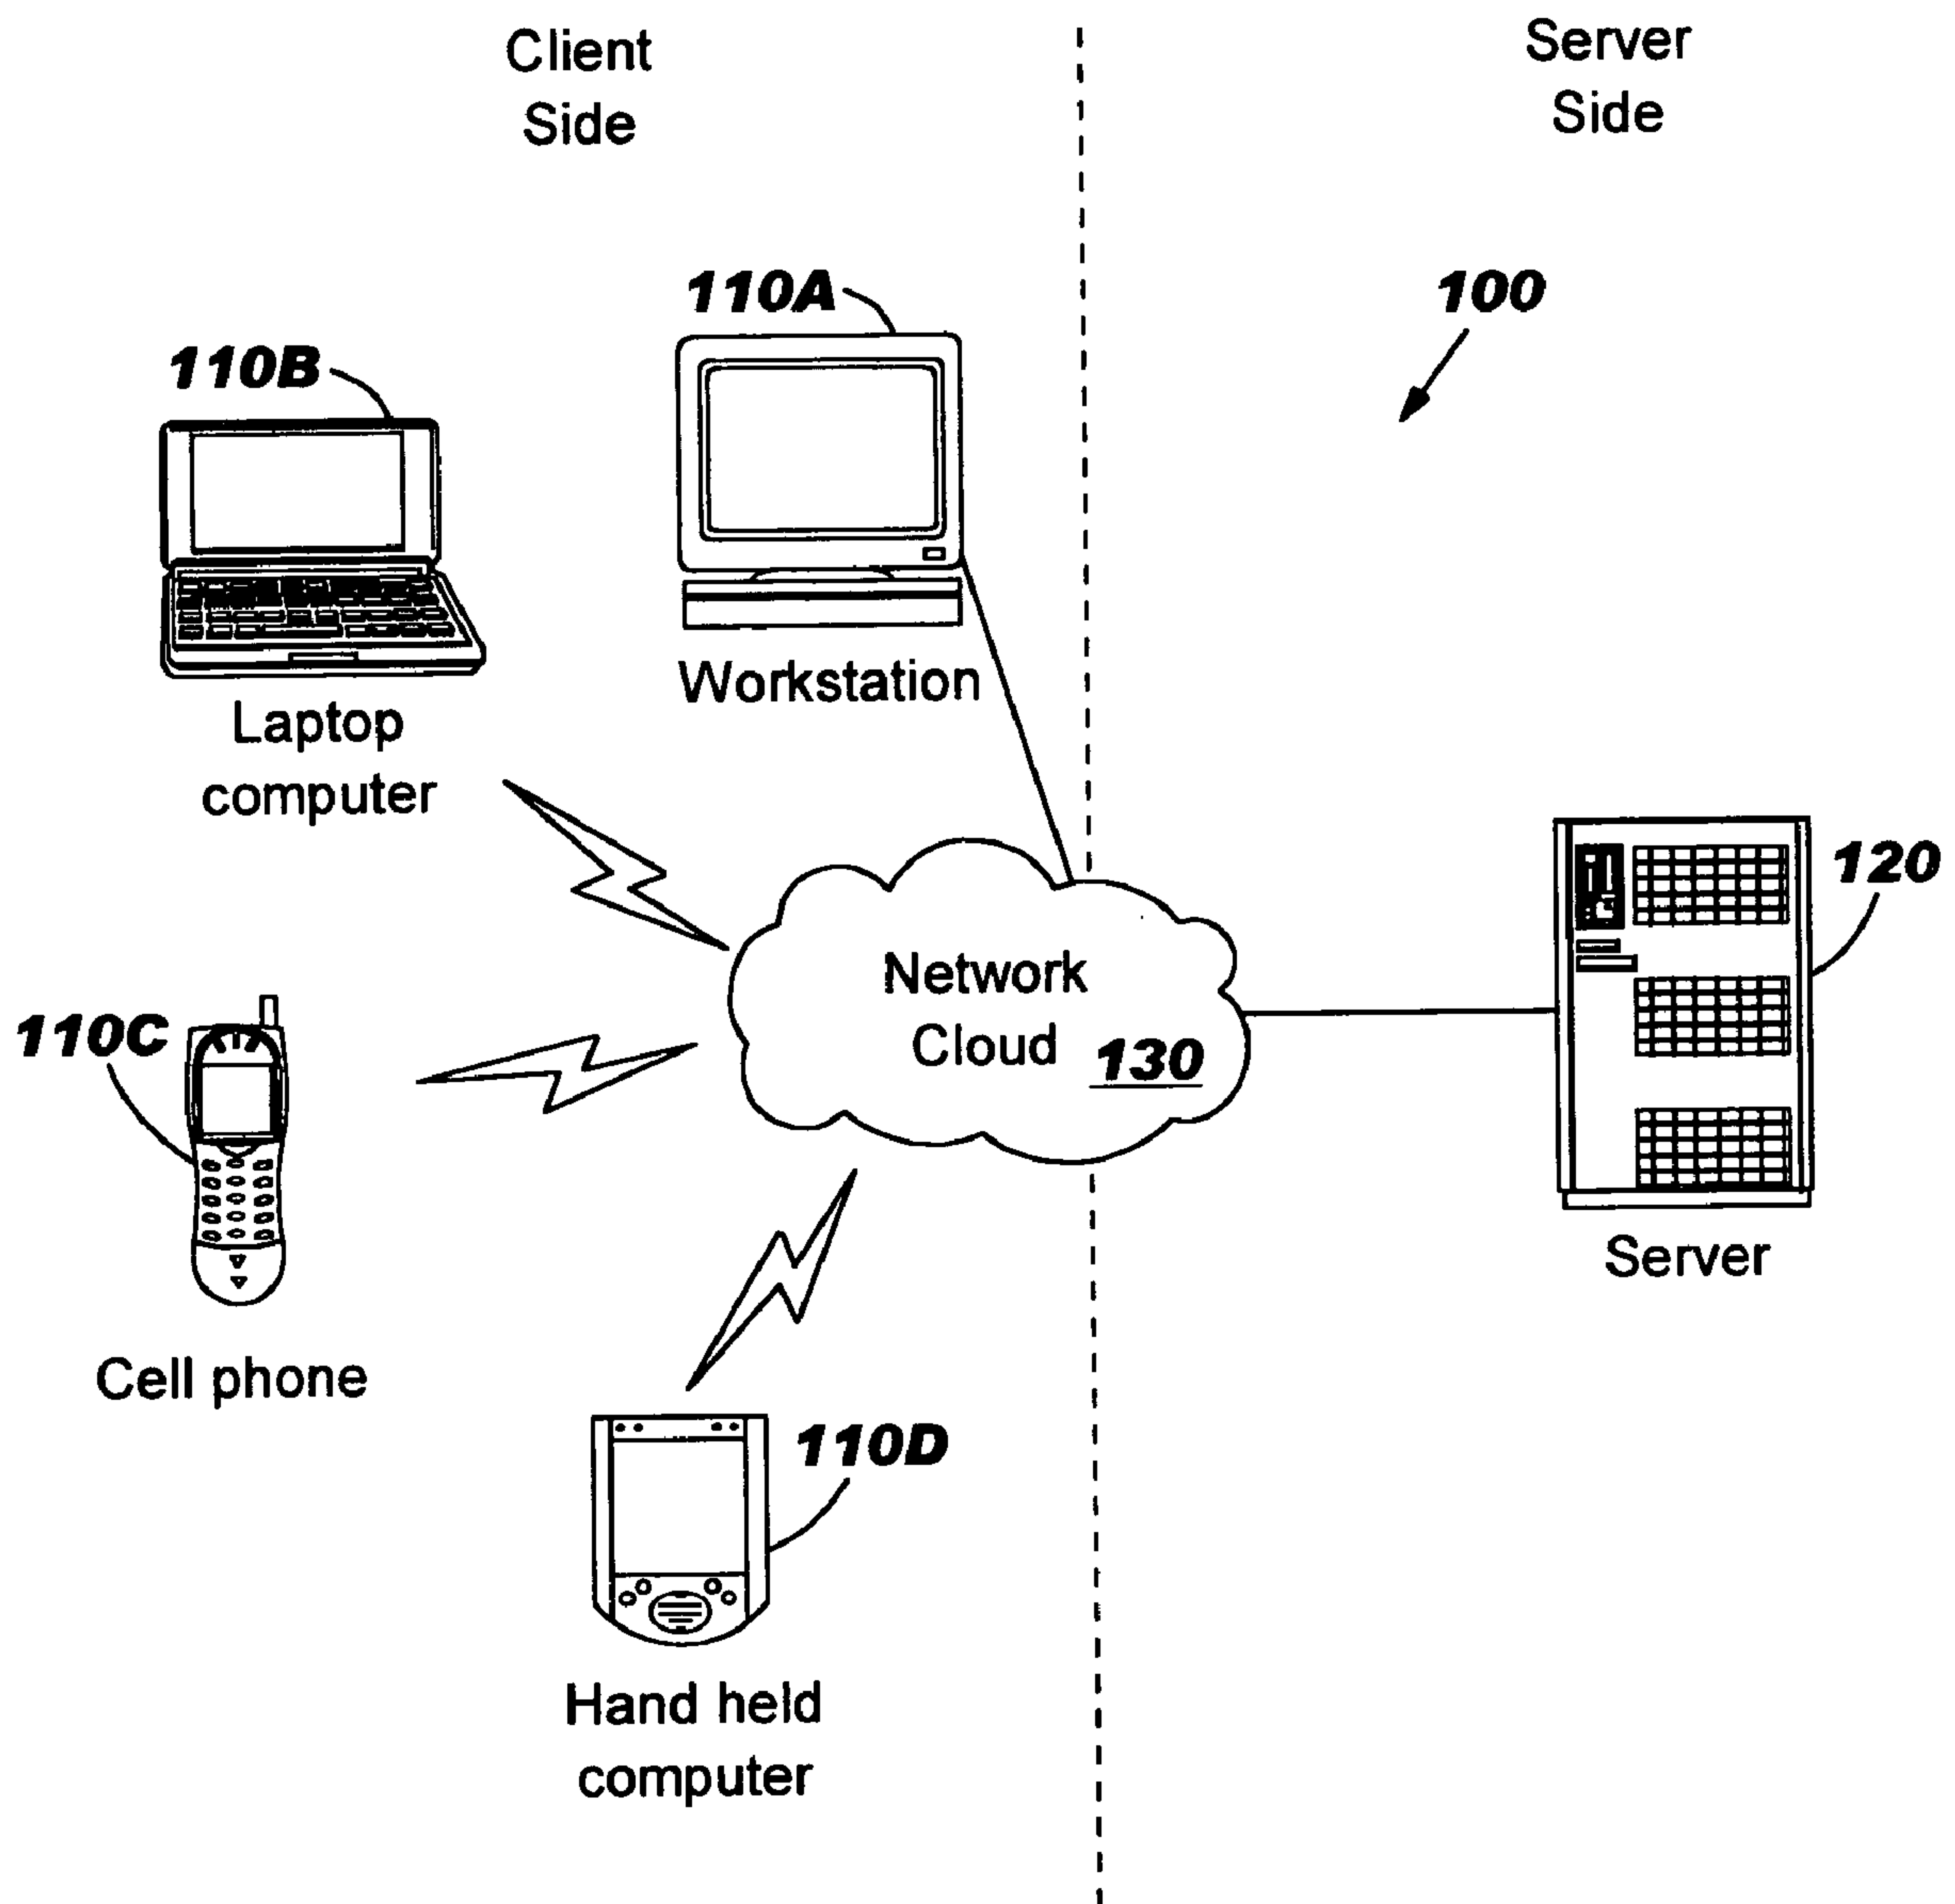 Client
Side
Server
Side
110A
100
110B
Workstation
Laptop
computer
120
Network
Cloud 130
110C
Server
Cell phone
110D
Hand held
computer